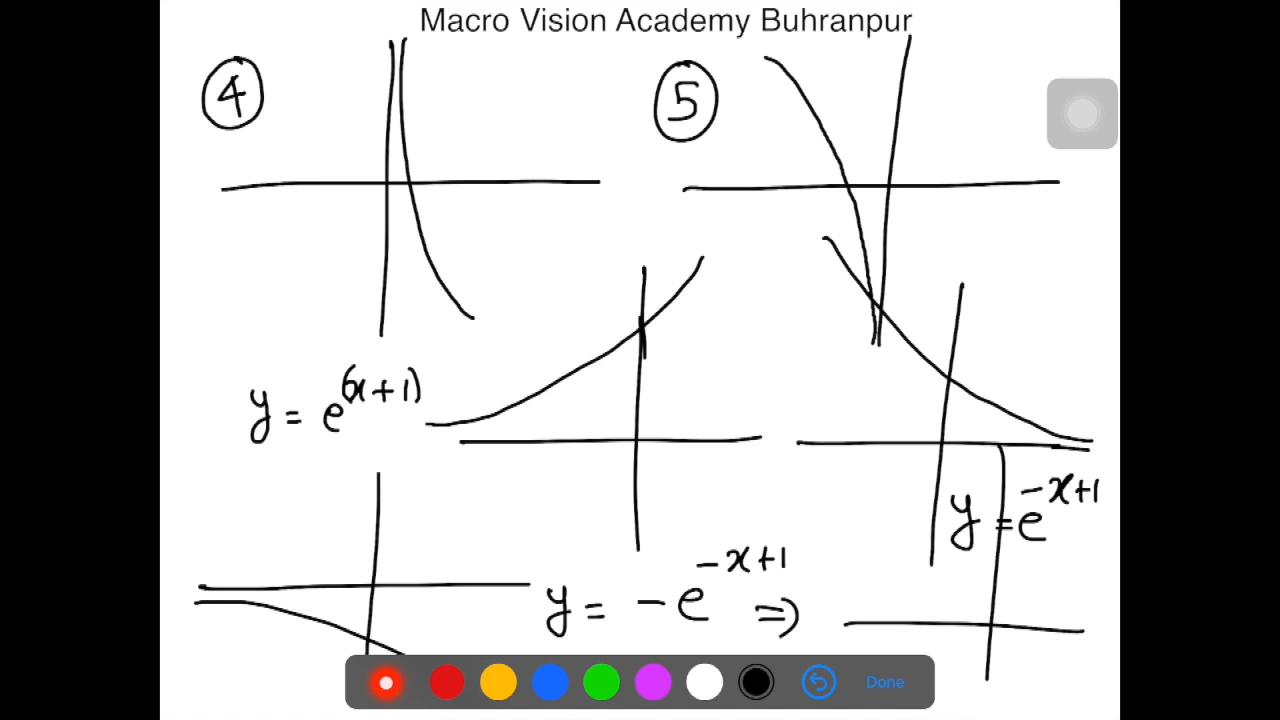 Macro Vision Academy Buhranpur
④ ⑤
y = e^(x+1)
y = e^-x+1
y = -e^-x+1 ⇒
Done